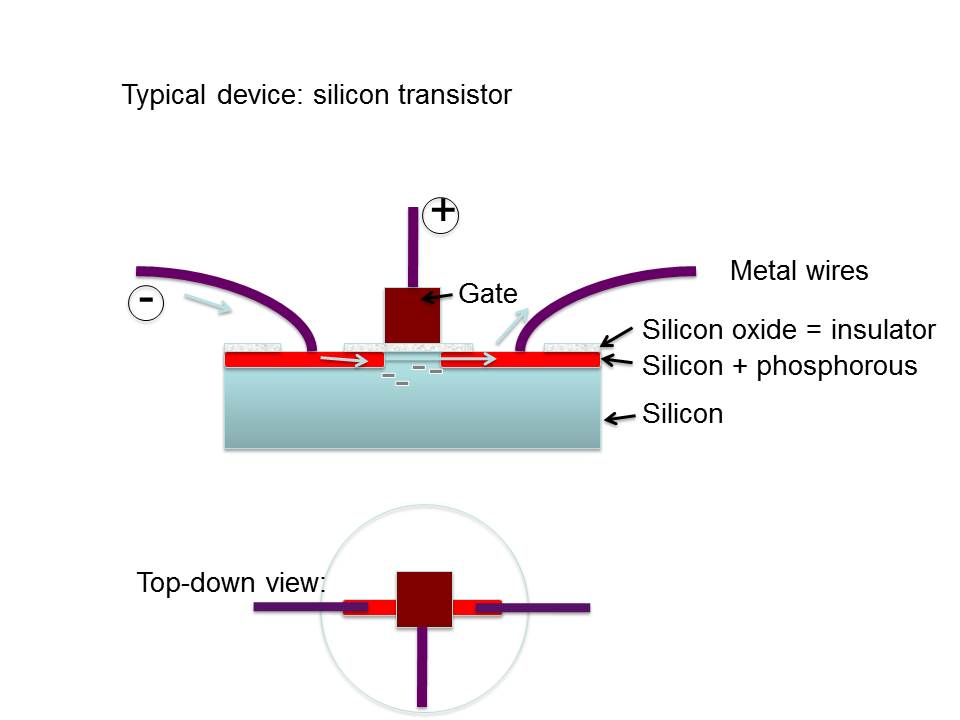 Typical device: silicon transistor
+
-
Gate
Metal wires
Silicon oxide = insulator
Silicon + phosphorous
Silicon
Top-down view: